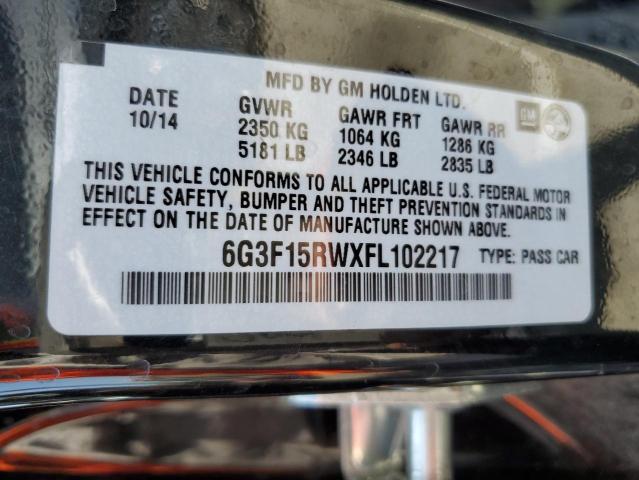 MFD BY GM HOLDEN LTD.
DATE GVWR GAWR FRT GAWR RR GM
10/14 2350 KG 1064 KG 1286 KG
5181 LB 2346 LB 2835 LB
THIS VEHICLE CONFORMS TO ALL APPLICABLE U.S. FEDERAL MOTOR
VEHICLE SAFETY, BUMPER AND THEFT PREVENTION STANDARDS IN
EFFECT ON THE DATE OF MANUFACTURE SHOWN ABOVE.
6G3F15RWXFL102217 TYPE: PASS CAR